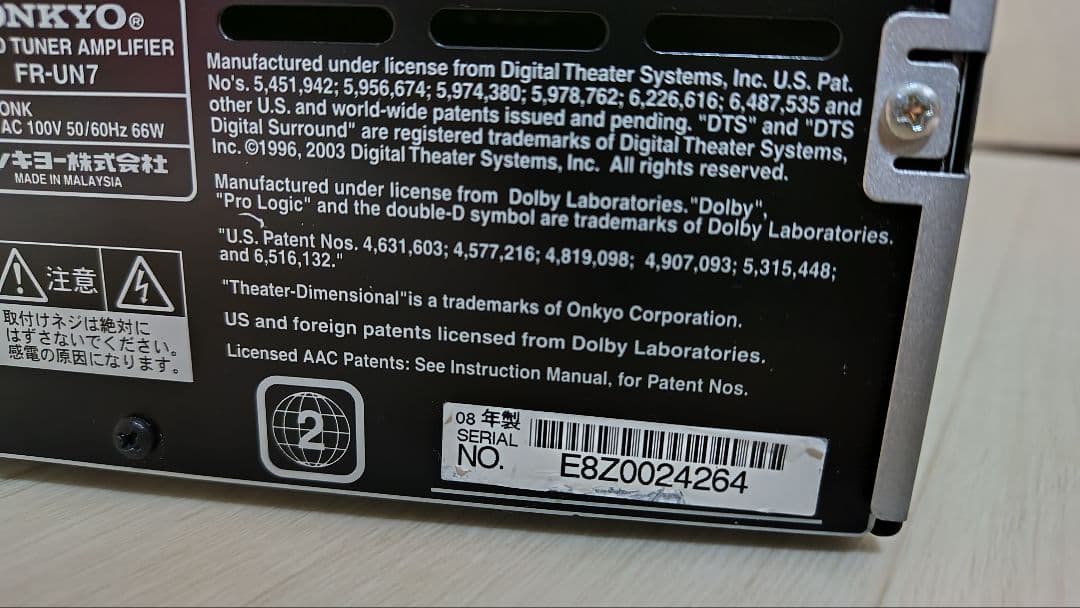 ONKYO®
TUNER AMPLIFIER
FR-UN7
AC 100V 50/60Hz 66W
キヨー株式会社
MADE IN MALAYSIA
注意
取付けネジは絶対に
はずさないでください。
感電の原因になります。
Manufactured under license from Digital Theater Systems, Inc. U.S. Pat.
No's. 5,451,942; 5,956,674; 5,974,380; 5,978,762; 6,226,616; 6,487,535 and
other U.S. and world-wide patents issued and pending. "DTS" and "DTS
Digital Surround" are registered trademarks of Digital Theater Systems,
Inc. ©1996, 2003 Digital Theater Systems, Inc. All rights reserved.
Manufactured under license from Dolby Laboratories. "Dolby",
"Pro Logic" and the double-D symbol are trademarks of Dolby Laboratories.
"U.S. Patent Nos. 4,631,603; 4,577,216; 4,819,098; 4,907,093; 5,315,448;
and 6,516,132."
"Theater-Dimensional"is a trademarks of Onkyo Corporation.
US and foreign patents licensed from Dolby Laboratories.
Licensed AAC Patents: See Instruction Manual, for Patent Nos.
2
08 年製
SERIAL
NO. E8Z0024264